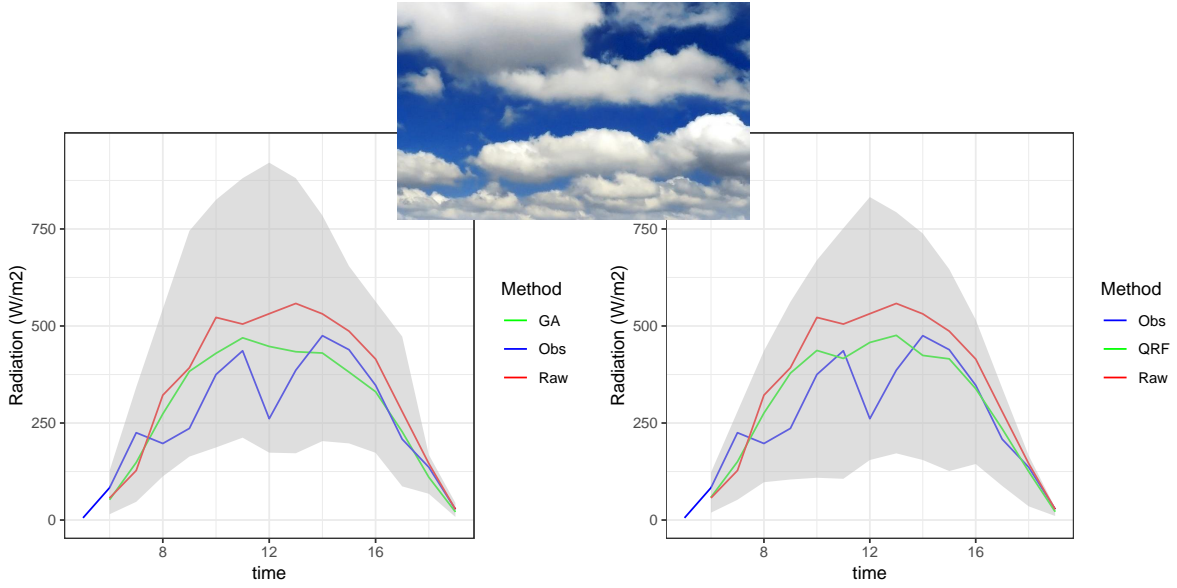 750
500
250
0
Radiation (W/m2)
8
12
16
time
Method
GA
Obs
Raw
750
500
250
0
Radiation (W/m2)
8
12
16
time
Method
Obs
QRF
Raw